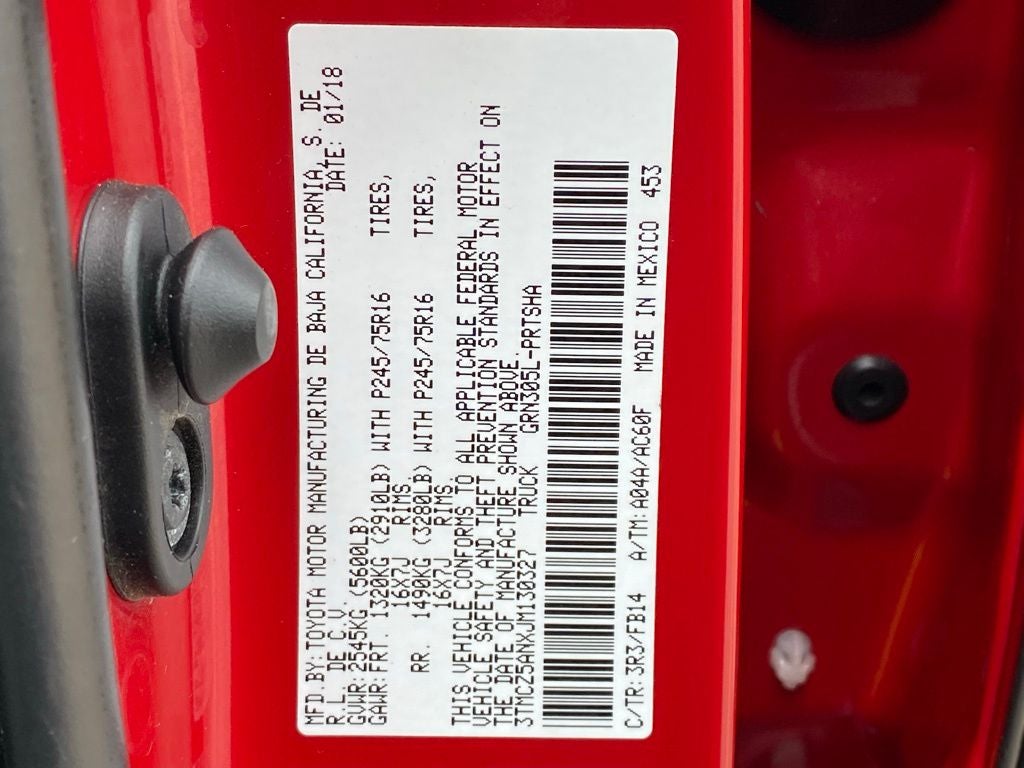 MFD.BY:TOYOTA MOTOR MANUFACTURING DE BAJA CALIFORNIA, S. DE
R.L. DE C.V. DATE: 01/18
GVWR:2545KG (5600LB)
GAWR:FRT. 1320KG (2910LB) WITH P245/75R16 TIRES,
16X7J RIMS.
RR. 1490KG (3280LB) WITH P245/75R16 TIRES,
16X7J RIMS.
THIS VEHICLE CONFORMS TO ALL APPLICABLE FEDERAL MOTOR
VEHICLE SAFETY AND THEFT PREVENTION STANDARDS IN EFFECT ON
THE DATE OF MANUFACTURE SHOWN ABOVE.
3TMCZ5ANXJM130327 TRUCK GRN305L-PRTSHA
C/TR:3R3/FB14 A/TM:A04A/AC60F MADE IN MEXICO 453